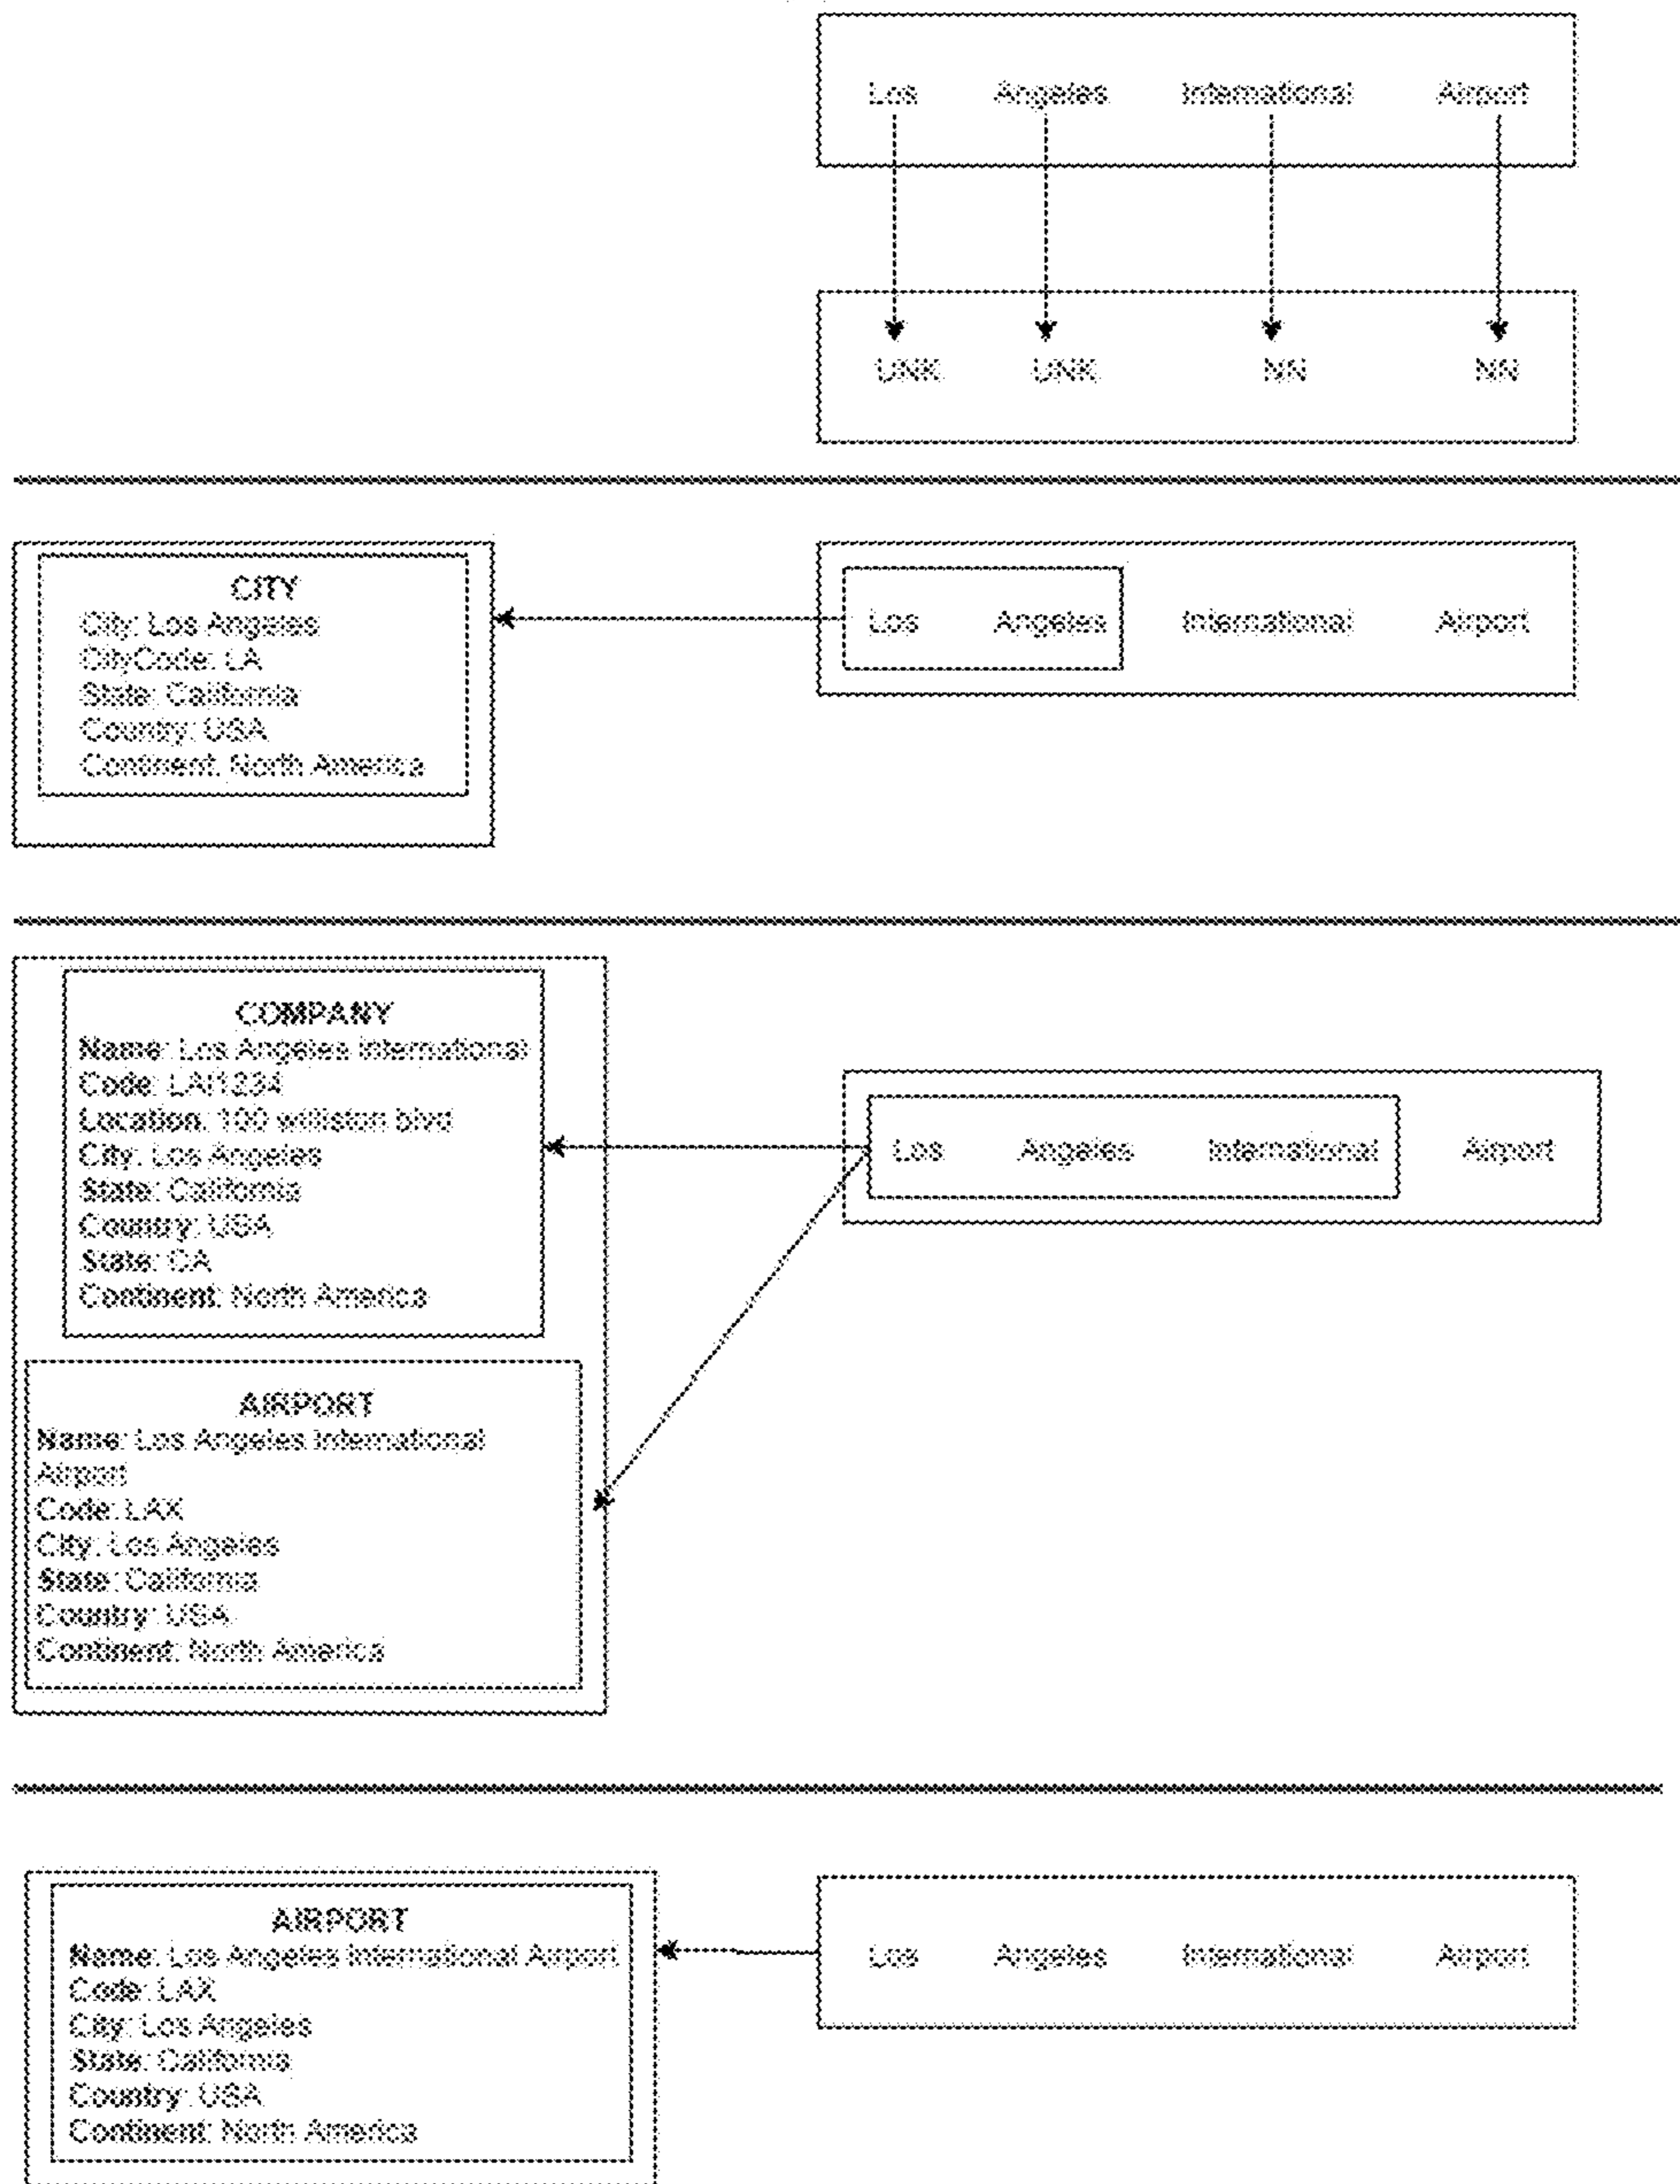 Los Angeles International Airport
UNK UNK NN NN
CITY
City: Los Angeles
CityCode: LA
State: California
Country: USA
Continent: North America
Los Angeles International Airport
COMPANY
Name: Los Angeles International
Code: LAI1234
Location: 100 williston blvd
City: Los Angeles
State: California
Country: USA
State: CA
Continent: North America
Los Angeles International Airport
AIRPORT
Name: Los Angeles International
Airport
Code: LAX
City: Los Angeles
State: California
Country: USA
Continent: North America
AIRPORT
Name: Los Angeles International Airport
Code: LAX
City: Los Angeles
State: California
Country: USA
Continent: North America
Los Angeles International Airport